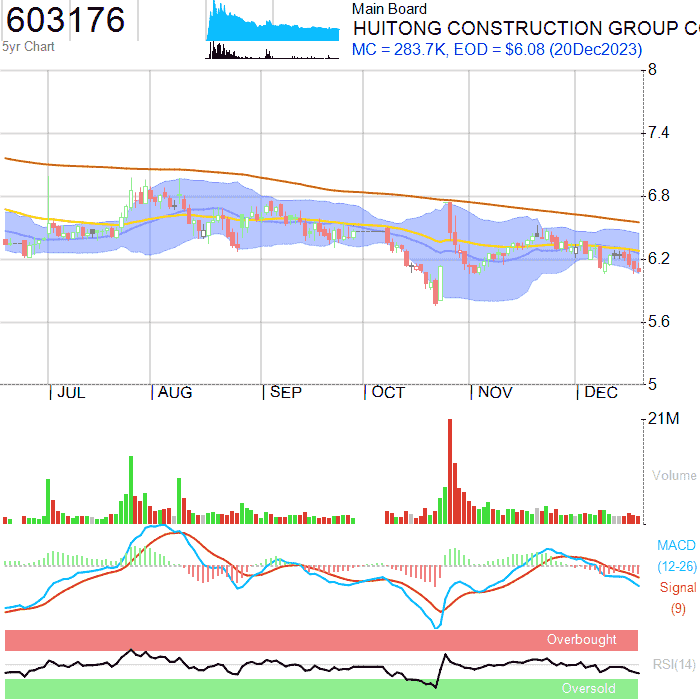 603176
5yr Chart
Main Board
HUITONG CONSTRUCTION GROUP C
MC = 283.7K, EOD = $6.08 (20Dec2023)
8
7.4
6.8
6.2
5.6
5
JUL AUG SEP OCT NOV DEC
21M
Volume
MACD
(12-26)
Signal
(9)
Overbought
RSI(14)
Oversold